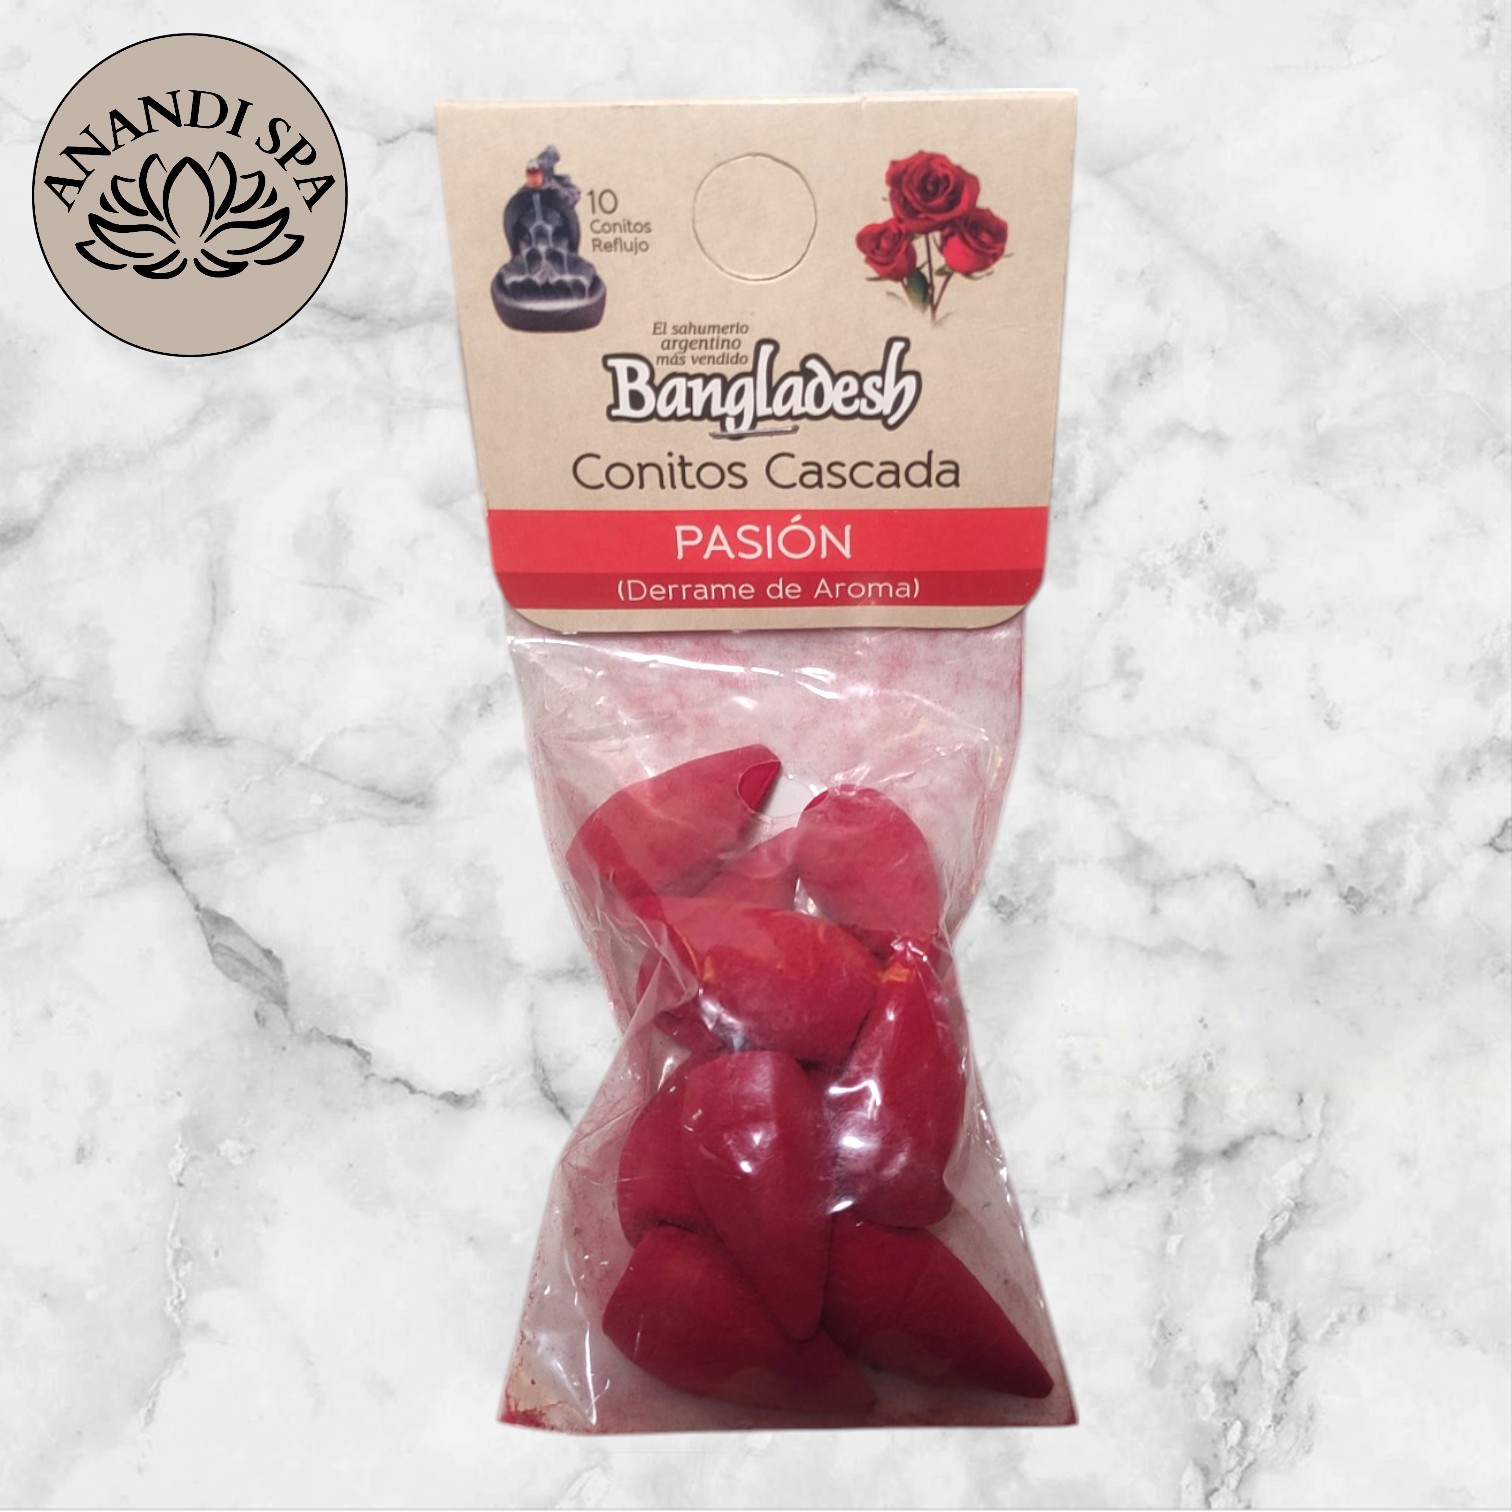 ANANDI SPA
10
Conitos
Reflujo
El sahumerio
argentino
más vendido
Bangladesh
Conitos Cascada
PASIÓN
(Derrame de Aroma)